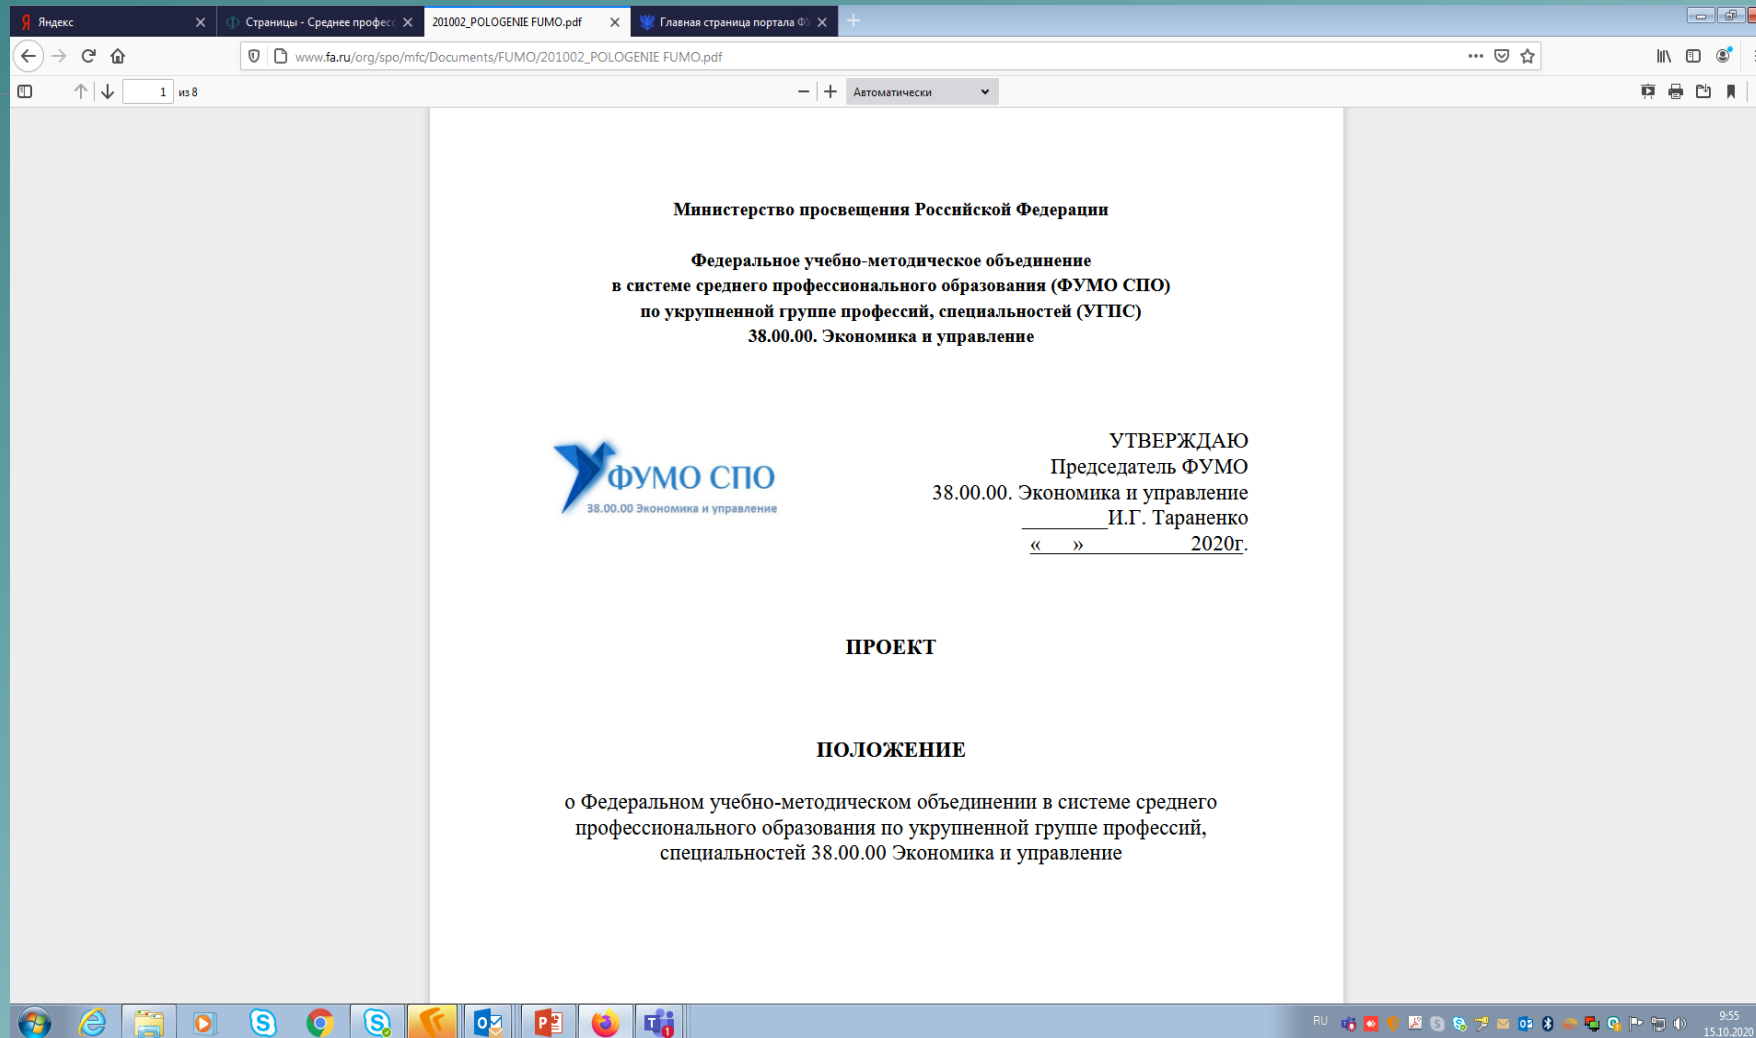 Яндекс
Страницы - Среднее професс
201002_POLOGENIE FUMO.pdf
Главная страница портала ФУ
www.fa.ru/org/spo/mfc/Documents/FUMO/201002_POLOGENIE FUMO.pdf
1 из 8
Автоматически
Министерство просвещения Российской Федерации
Федеральное учебно-методическое объединение
в системе среднего профессионального образования (ФУМО СПО)
по укрупненной группе профессий, специальностей (УГПС)
38.00.00. Экономика и управление
ФУМО СПО
38.00.00 Экономика и управление
УТВЕРЖДАЮ
Председатель ФУМО
38.00.00. Экономика и управление
________И.Г. Тараненко
« » 2020г.
ПРОЕКТ
ПОЛОЖЕНИЕ
о Федеральном учебно-методическом объединении в системе среднего
профессионального образования по укрупненной группе профессий,
специальностей 38.00.00 Экономика и управление
RU
9:55
15.10.2020